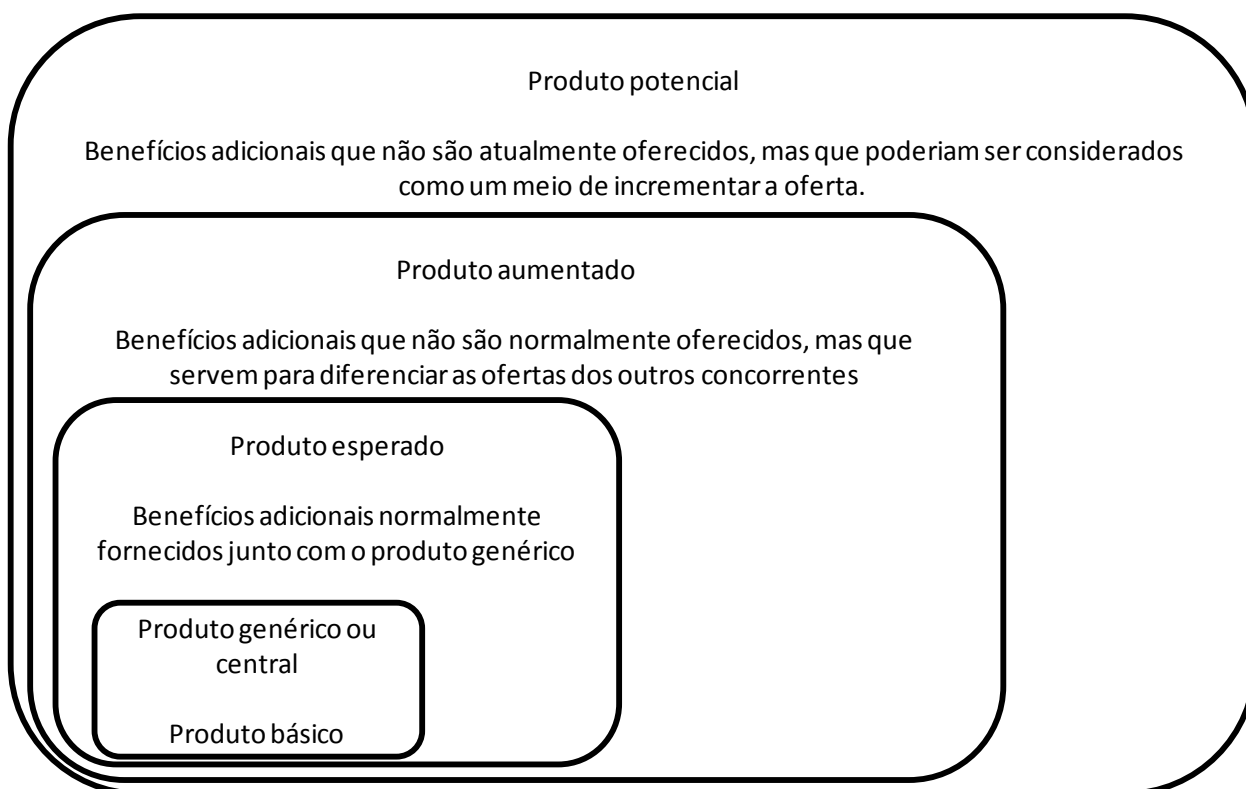 Produto potencial
Benefícios adicionais que não são atualmente oferecidos, mas que poderiam ser considerados
como um meio de incrementar a oferta.
Produto aumentado
Benefícios adicionais que não são normalmente oferecidos, mas que
servem para diferenciar as ofertas dos outros concorrentes
Produto esperado
Benefícios adicionais normalmente
fornecidos junto com o produto genérico
Produto genérico ou
central
Produto básico